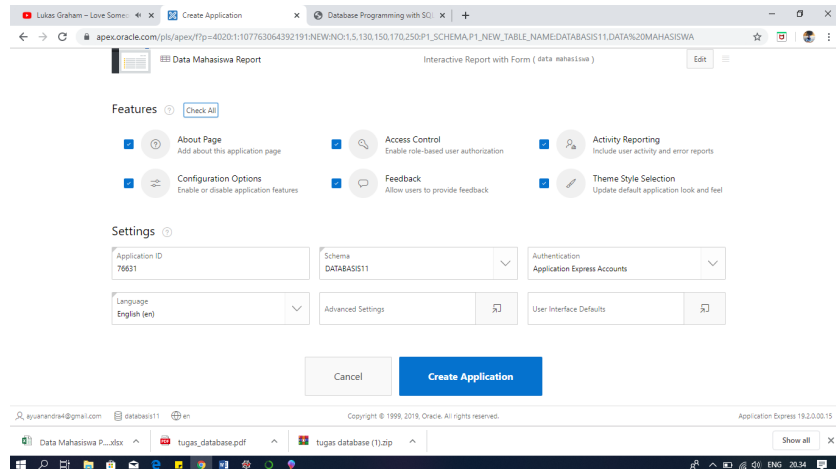 Lukas Graham – Love Someo
Create Application
Database Programming with SQ
apex.oracle.com/pls/apex/f?p=4020:1:107763064392191:NEW:NO:1,5,130,150,170,250:P1_SCHEMA,P1_NEW_TABLE_NAME:DATABASIS11,DATA%20MAHASISWA
Data Mahasiswa Report
Interactive Report with Form ( data mahasiswa )
Edit
Features
Check All
About Page
Add about this application page
Access Control
Enable role-based user authorization
Activity Reporting
Include user activity and error reports
Configuration Options
Enable or disable application features
Feedback
Allow users to provide feedback
Theme Style Selection
Update default application look and feel
Settings
Application ID
76631
Schema
DATABASIS11
Authentication
Application Express Accounts
Language
English (en)
Advanced Settings
User Interface Defaults
Cancel
Create Application
ayuanandra4@gmail.com
databasis11
en
Copyright © 1999, 2019, Oracle. All rights reserved.
Application Express 19.2.0.00.15
Data Mahasiswa P....xlsx
tugas_database.pdf
tugas database (1).zip
Show all
ENG
20.34